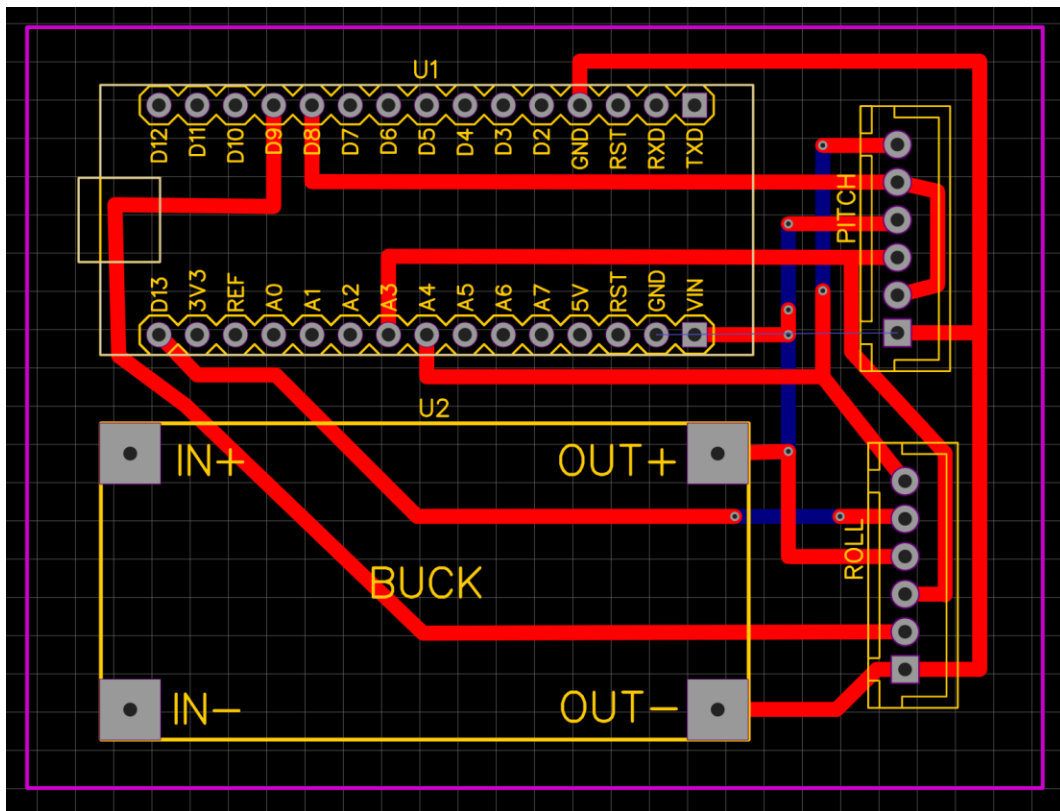 U1
D12 D11 D10 D9 D8 D7 D6 D5 D4 D3 D2 GND RST RXD TXD
PITCH
D13 3V3 REF A0 A1 A2 A3 A4 A5 A6 A7 5V RST GND VIN
U2
IN+ OUT+
ROLL
BUCK
IN- OUT-